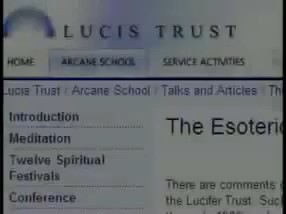 LUCIS TRUST
HOME ARCANE SCHOOL SERVICE ACTIVITIES
Lucis Trust / Arcane School / Talks and Articles / Th
Introduction
Meditation
Twelve Spiritual
Festivals
Conference
The Esoteri
There are comments
the Lucifer Trust. Suc